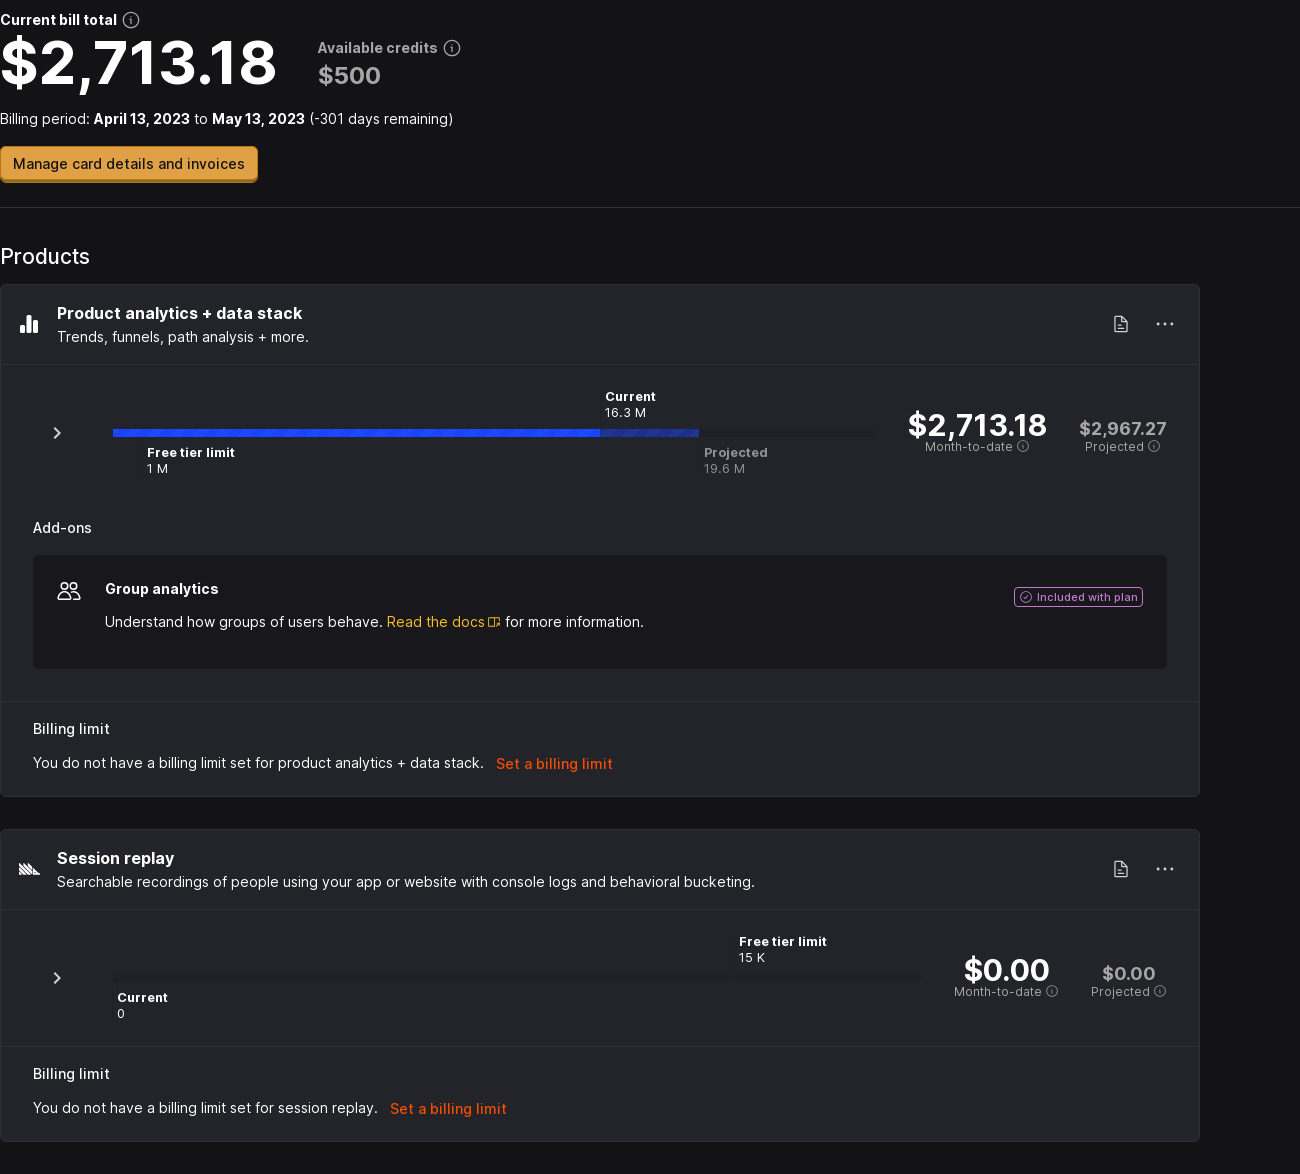 Current bill total
$2,713.18
Available credits
$500
Billing period: April 13, 2023 to May 13, 2023 (-301 days remaining)
Manage card details and invoices
Products
Product analytics + data stack
Trends, funnels, path analysis + more.
Current
16.3 M
Free tier limit
1 M
Projected
19.6 M
$2,713.18
Month-to-date
$2,967.27
Projected
Add-ons
Group analytics
Included with plan
Understand how groups of users behave. Read the docs for more information.
Billing limit
You do not have a billing limit set for product analytics + data stack. Set a billing limit
Session replay
Searchable recordings of people using your app or website with console logs and behavioral bucketing.
Free tier limit
15 K
Current
0
$0.00
Month-to-date
$0.00
Projected
Billing limit
You do not have a billing limit set for session replay. Set a billing limit